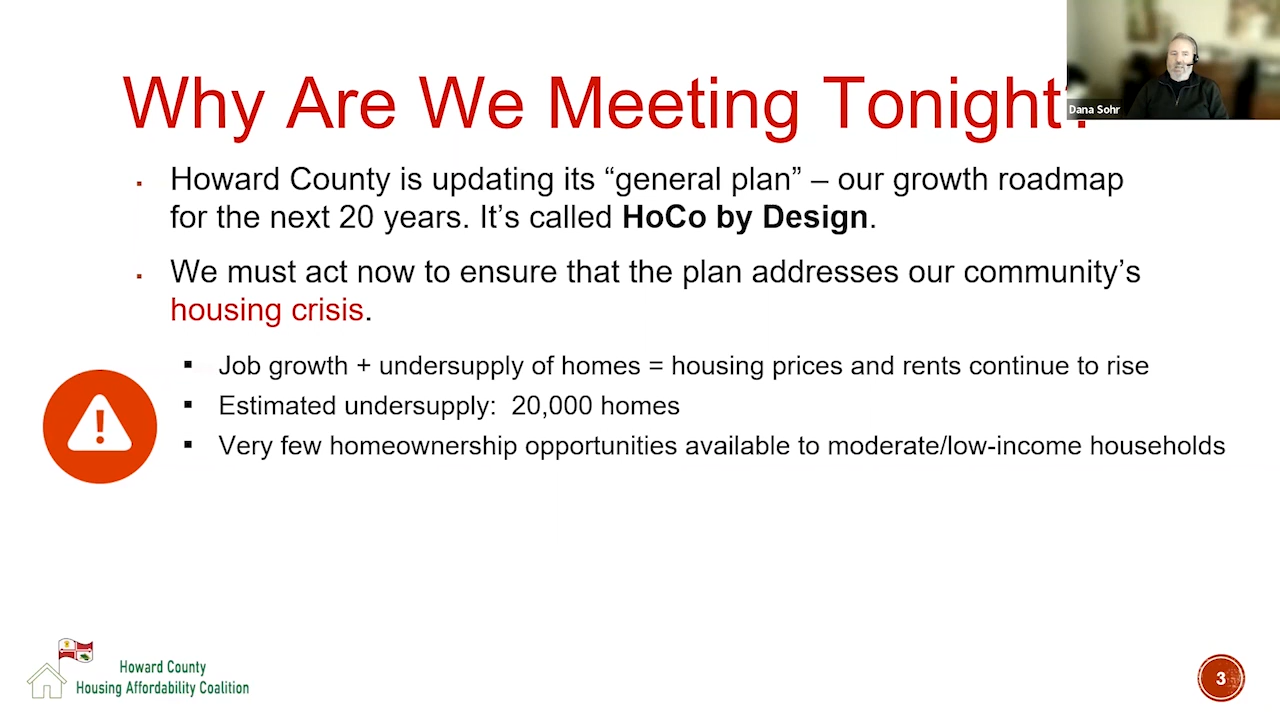 Why Are We Meeting Tonight?
Dana Sohr
▪ Howard County is updating its “general plan” – our growth roadmap
for the next 20 years. It’s called HoCo by Design.
▪ We must act now to ensure that the plan addresses our community’s
housing crisis.
▪ Job growth + undersupply of homes = housing prices and rents continue to rise
▪ Estimated undersupply: 20,000 homes
▪ Very few homeownership opportunities available to moderate/low-income households
Howard County
Housing Affordability Coalition
3